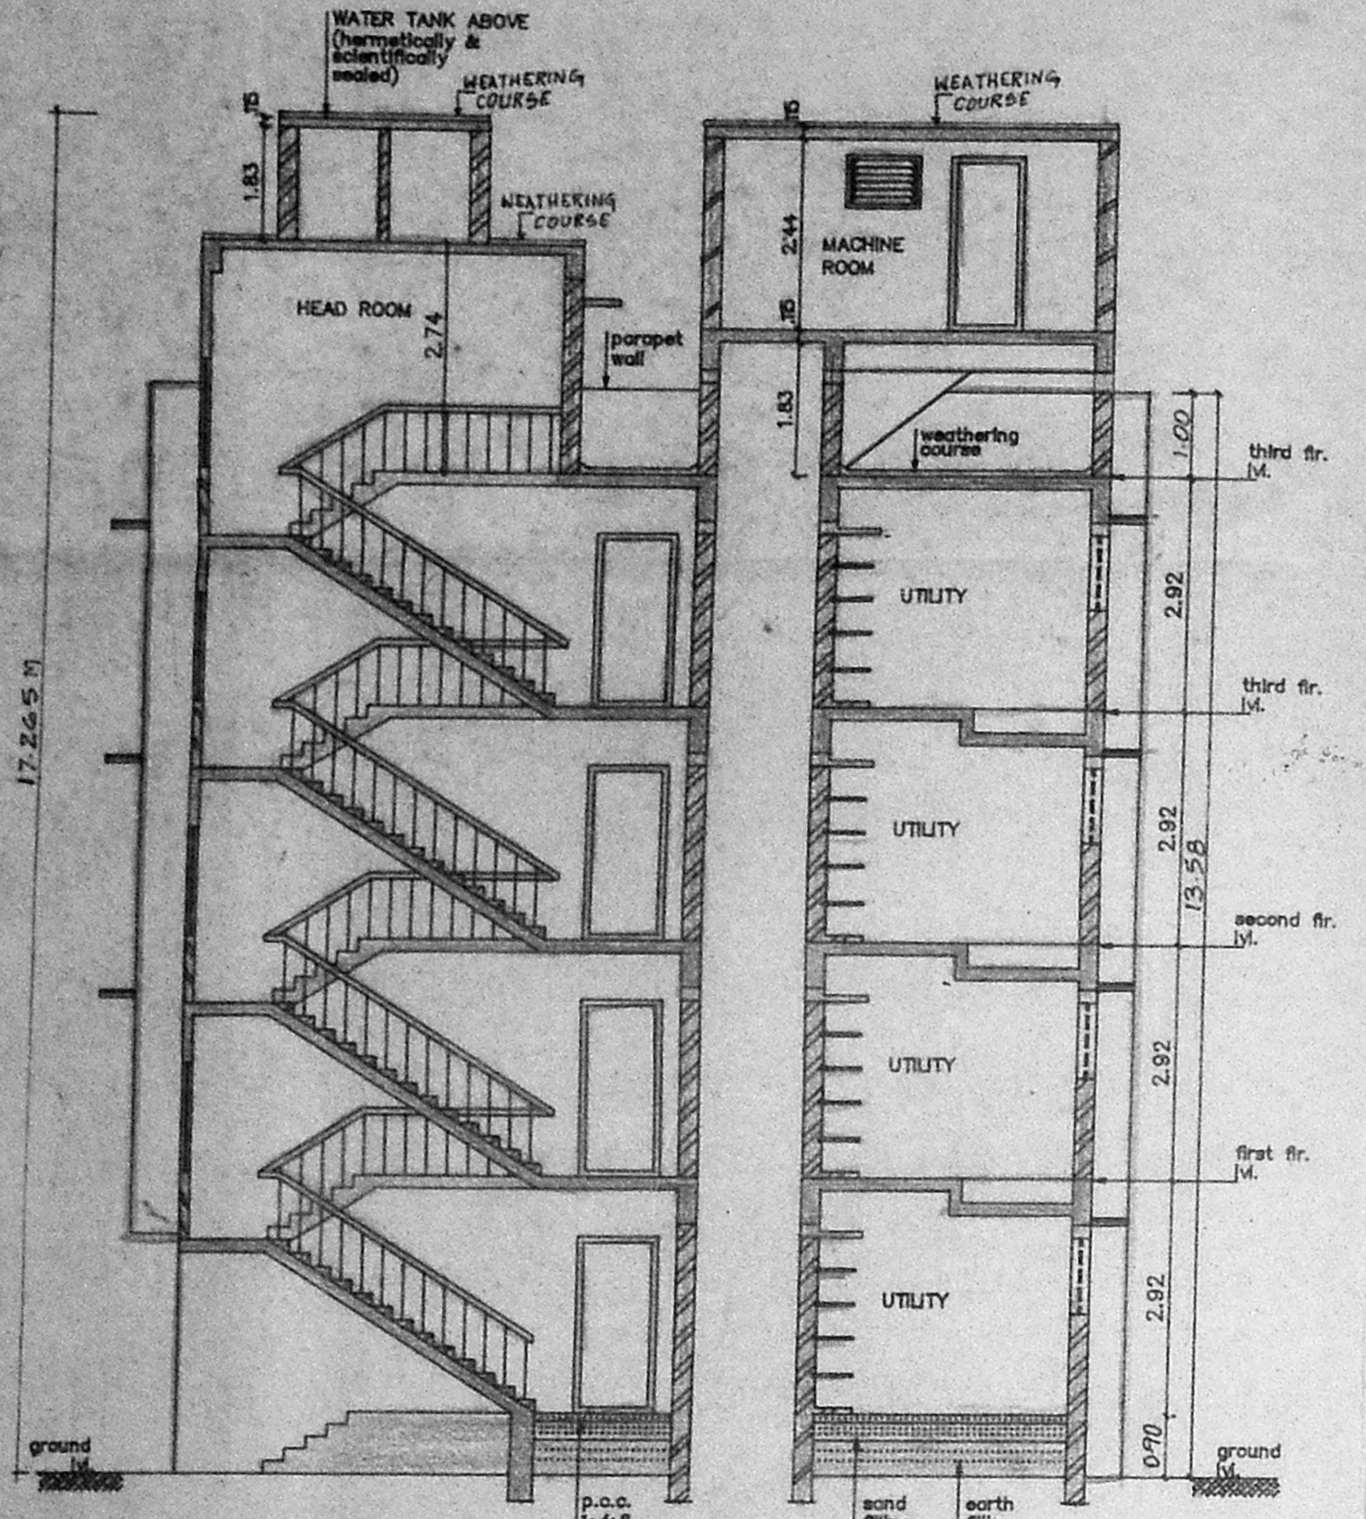 WATER TANK ABOVE
(hermetically &
scientifically
sealed)
WEATHERING
COURSE
WEATHERING
COURSE
.15
1.83
WEATHERING
COURSE
HEAD ROOM
2.74
parapet
wall
.15
2.44
MACHINE
ROOM
.15
1.83
weathering
course
1.00
third flr.
lvl.
UTILITY
2.92
17.265 M
third flr.
lvl.
UTILITY
2.92
13.58
second flr.
lvl.
UTILITY
2.92
first flr.
lvl.
UTILITY
2.92
0.90
ground
lvl.
ground
lvl.
p.c.c.
sand
earth